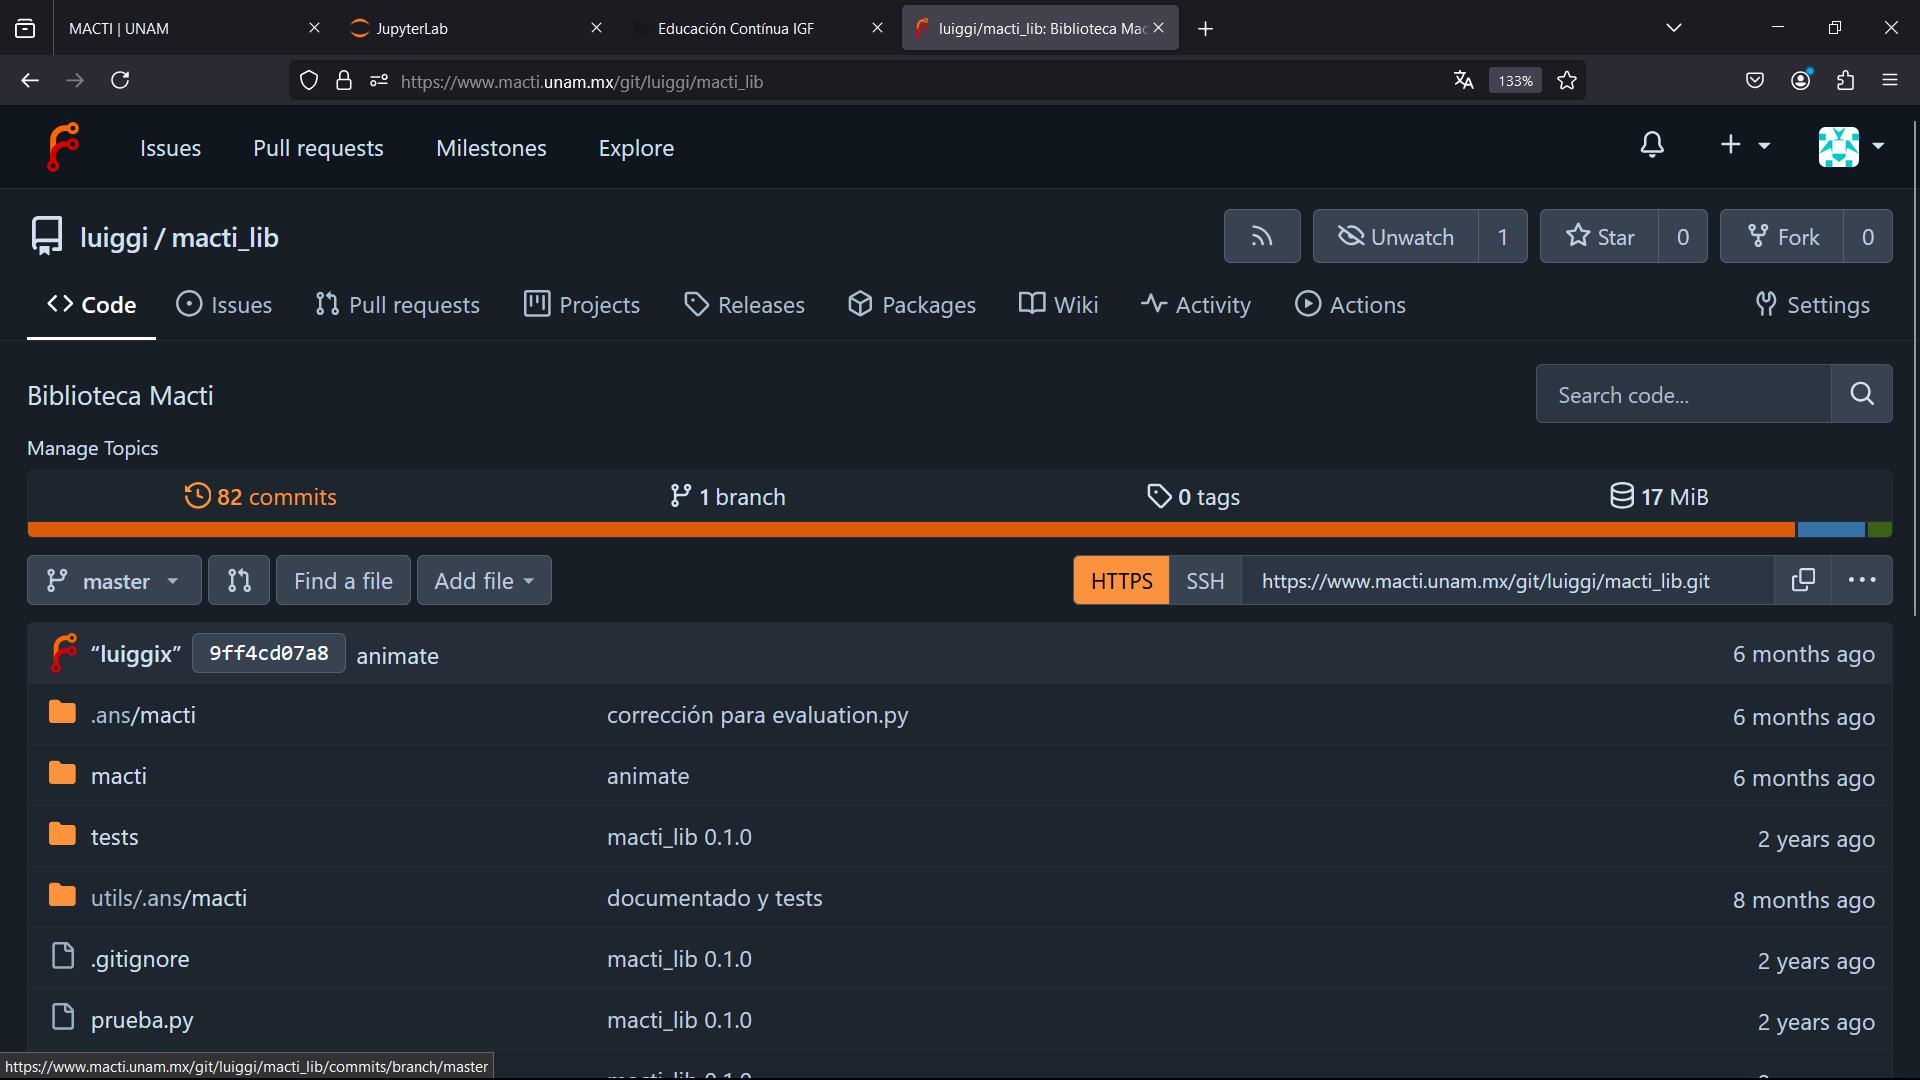 MACTI | UNAM
JupyterLab
Educación Contínua IGF
luiggi/macti_lib: Biblioteca Mac
https://www.macti.unam.mx/git/luiggi/macti_lib
133%
Issues
Pull requests
Milestones
Explore
luiggi / macti_lib
Unwatch 1
Star 0
Fork 0
Code
Issues
Pull requests
Projects
Releases
Packages
Wiki
Activity
Actions
Settings
Biblioteca Macti
Search code...
Manage Topics
82 commits
1 branch
0 tags
17 MiB
master
Find a file
Add file
HTTPS
SSH
https://www.macti.unam.mx/git/luiggi/macti_lib.git
“luiggix” 9ff4cd07a8 animate 6 months ago
.ans/macti corrección para evaluation.py 6 months ago
macti animate 6 months ago
tests macti_lib 0.1.0 2 years ago
utils/.ans/macti documentado y tests 8 months ago
.gitignore macti_lib 0.1.0 2 years ago
prueba.py macti_lib 0.1.0 2 years ago
https://www.macti.unam.mx/git/luiggi/macti_lib/commits/branch/master